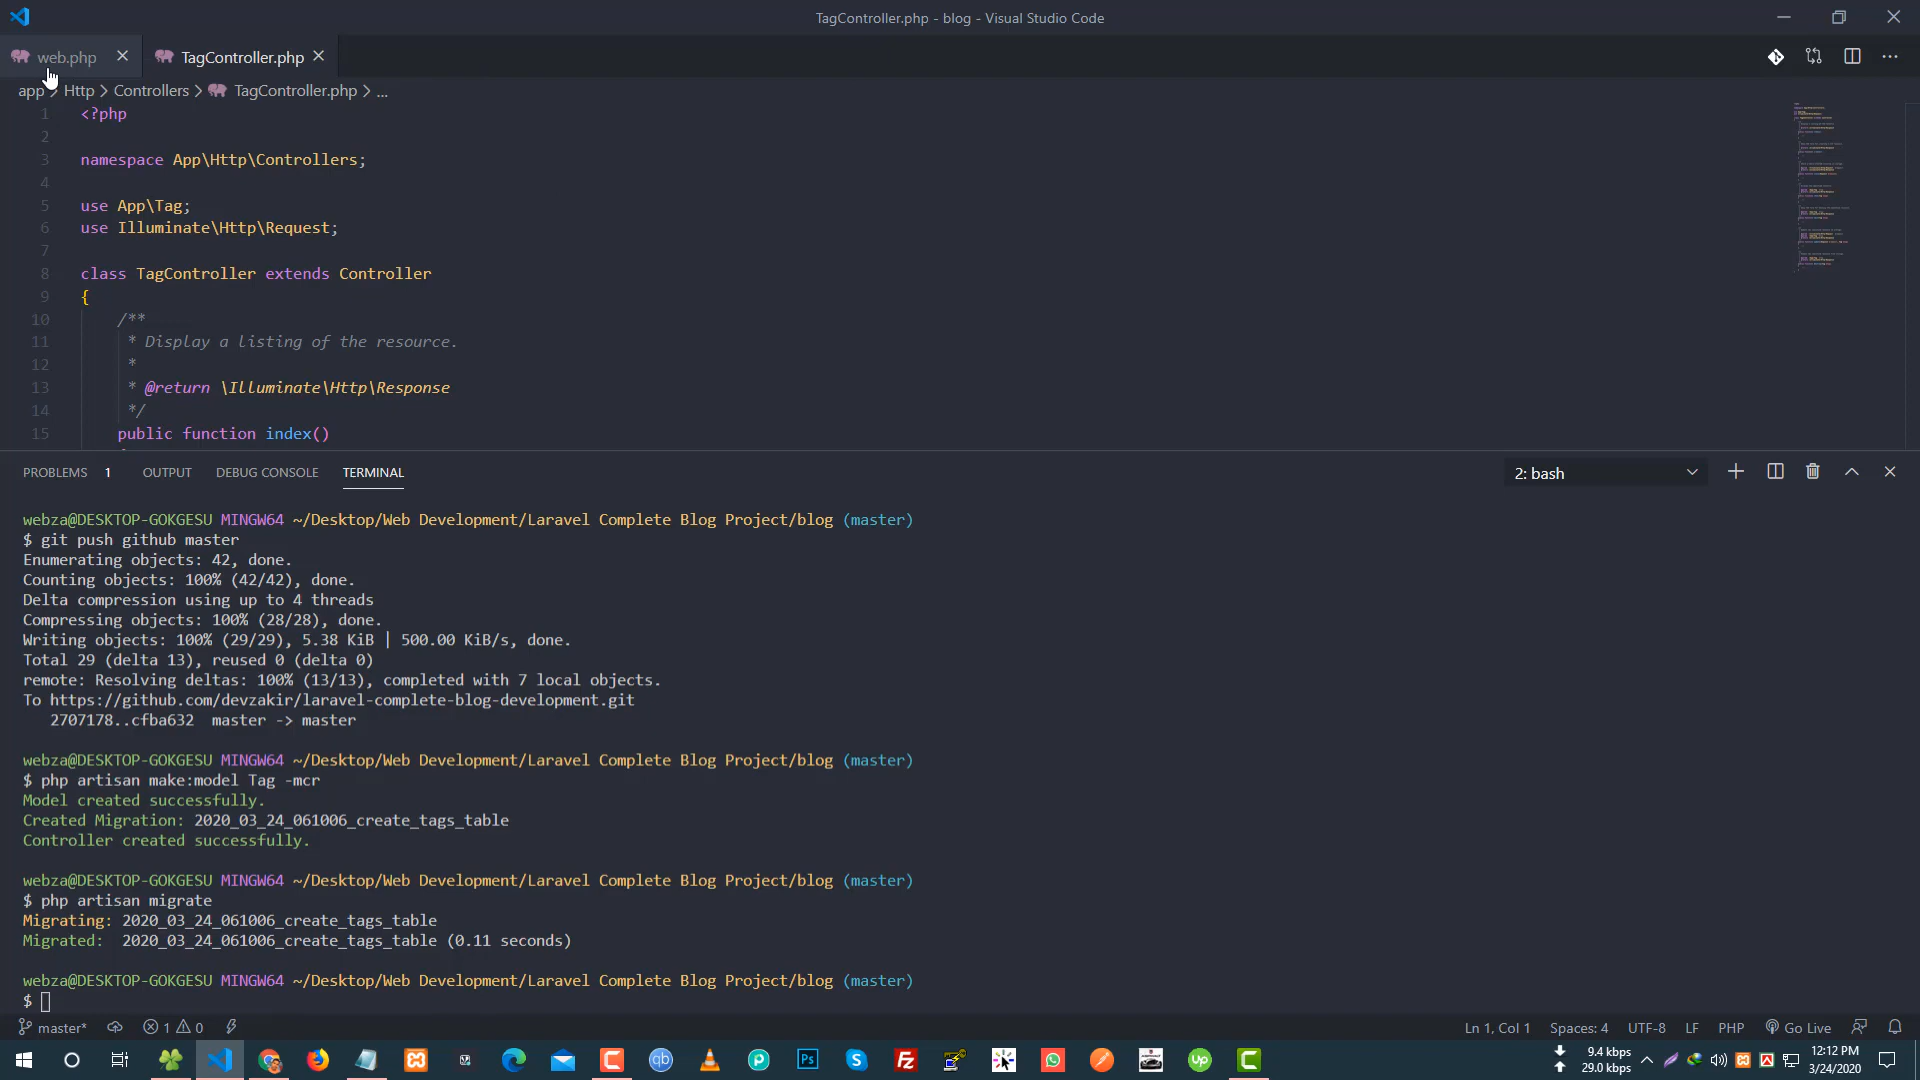 TagController.php - blog - Visual Studio Code
web.php
TagController.php
app > Http > Controllers > TagController.php > ...
1 <?php
2
3 namespace App\Http\Controllers;
4
5 use App\Tag;
6 use Illuminate\Http\Request;
7
8 class TagController extends Controller
9 {
10 /**
11 * Display a listing of the resource.
12 *
13 * @return \Illuminate\Http\Response
14 */
15 public function index()
PROBLEMS 1 OUTPUT DEBUG CONSOLE TERMINAL 2: bash
webza@DESKTOP-GOKGESU MINGW64 ~/Desktop/Web Development/Laravel Complete Blog Project/blog (master)
$ git push github master
Enumerating objects: 42, done.
Counting objects: 100% (42/42), done.
Delta compression using up to 4 threads
Compressing objects: 100% (28/28), done.
Writing objects: 100% (29/29), 5.38 KiB | 500.00 KiB/s, done.
Total 29 (delta 13), reused 0 (delta 0)
remote: Resolving deltas: 100% (13/13), completed with 7 local objects.
To https://github.com/devzakir/laravel-complete-blog-development.git
2707178..cfba632 master -> master
webza@DESKTOP-GOKGESU MINGW64 ~/Desktop/Web Development/Laravel Complete Blog Project/blog (master)
$ php artisan make:model Tag -mcr
Model created successfully.
Created Migration: 2020_03_24_061006_create_tags_table
Controller created successfully.
webza@DESKTOP-GOKGESU MINGW64 ~/Desktop/Web Development/Laravel Complete Blog Project/blog (master)
$ php artisan migrate
Migrating: 2020_03_24_061006_create_tags_table
Migrated: 2020_03_24_061006_create_tags_table (0.11 seconds)
webza@DESKTOP-GOKGESU MINGW64 ~/Desktop/Web Development/Laravel Complete Blog Project/blog (master)
$
master* 1 0 Ln 1, Col 1 Spaces: 4 UTF-8 LF PHP Go Live
9.4 kbps 12:12 PM
29.0 kbps 3/24/2020